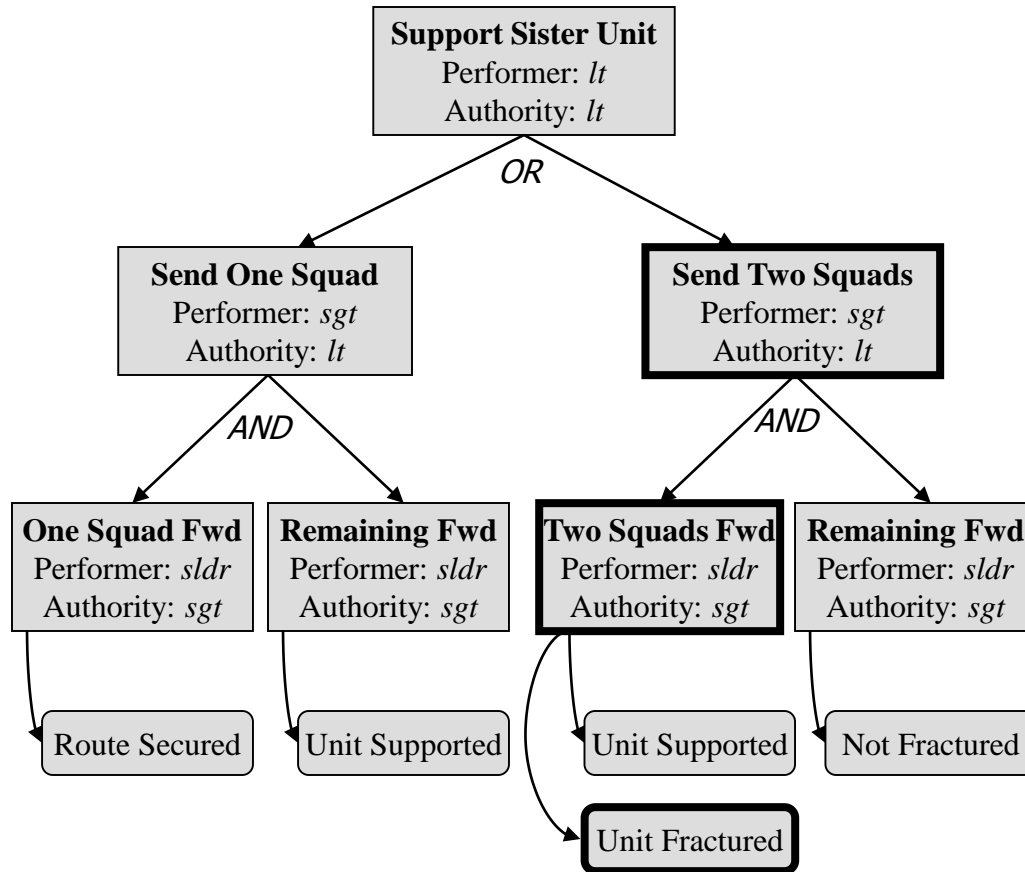 Support Sister Unit
Performer: lt
Authority: lt
OR
Send One Squad
Performer: sgt
Authority: lt
Send Two Squads
Performer: sgt
Authority: lt
AND
AND
One Squad Fwd
Performer: sldr
Authority: sgt
Remaining Fwd
Performer: sldr
Authority: sgt
Two Squads Fwd
Performer: sldr
Authority: sgt
Remaining Fwd
Performer: sldr
Authority: sgt
Route Secured
Unit Supported
Unit Supported
Not Fractured
Unit Fractured